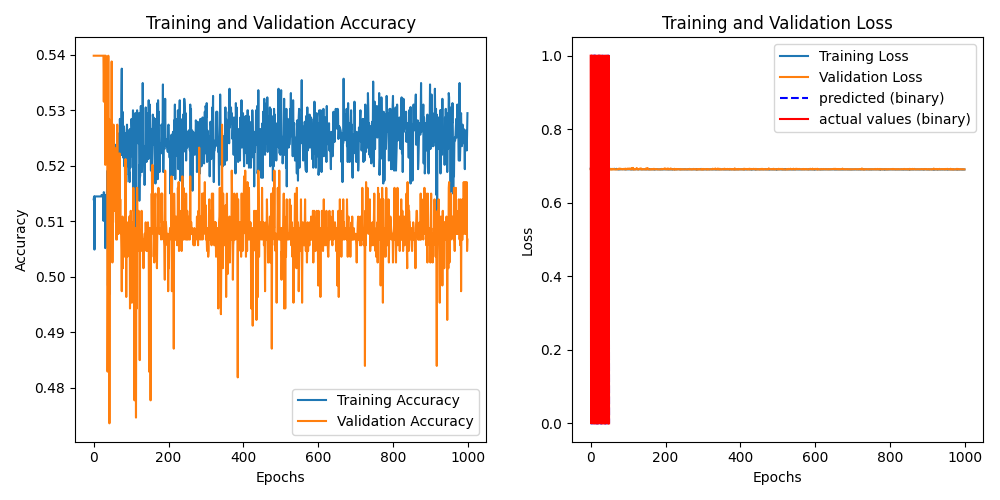 Training and Validation Accuracy
0.54
0.53
0.52
0.51
0.50
0.49
0.48
Accuracy
0
200
400
600
800
1000
Epochs
Training Accuracy
Validation Accuracy
Training and Validation Loss
1.0
0.8
0.6
0.4
0.2
0.0
Loss
0
200
400
600
800
1000
Epochs
Training Loss
Validation Loss
predicted (binary)
actual values (binary)